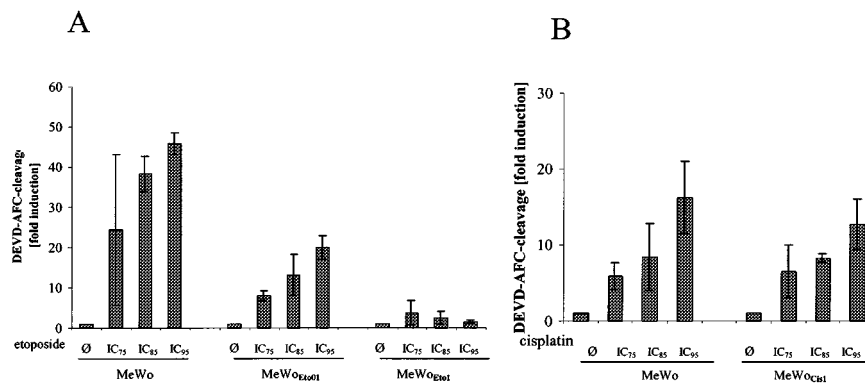 A
DEVD-AFC-cleavag
[fold induction]
60
50
40
30
20
10
0
etoposide
Ø IC75 IC85 IC95 Ø IC75 IC85 IC95 Ø IC75 IC85 IC95
MeWo MeWoEto01 MeWoEto1
B
DEVD-AFC-cleavage [fold induction]
30
20
10
0
cisplatin
Ø IC75 IC85 IC95 Ø IC75 IC85 IC95
MeWo MeWoCis1